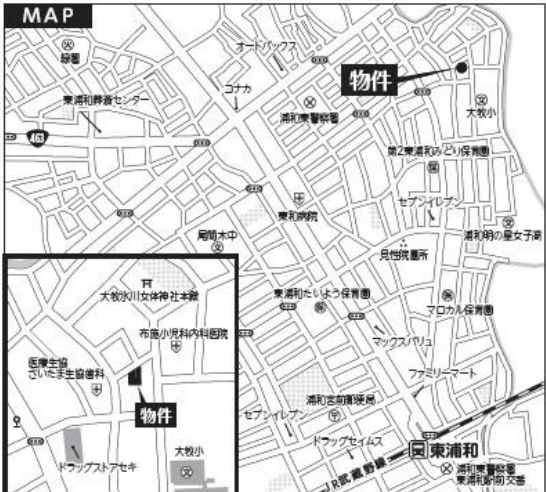 MAP
緑署
オートバックス
コナカ
物件
東浦和葬斎センター
浦和東警察署
大牧小
463
第2東浦和みどり保育園
セブンイレブン
東和病院
尾間木中
浦和明の星女子高
見性院墓所
大牧氷川女体神社本殿
東浦和たいよう保育園
マロカル保育園
布施小児科内科医院
マックスバリュ
医療生協
さいたま生協歯科
ファミリーマート
物件
浦和宮前郵便局
セブンイレブン
大牧小
ドラッグセイムス
東浦和
ドラッグストアセキ
JR武蔵野線
浦和東警察署
東浦和駅前交番